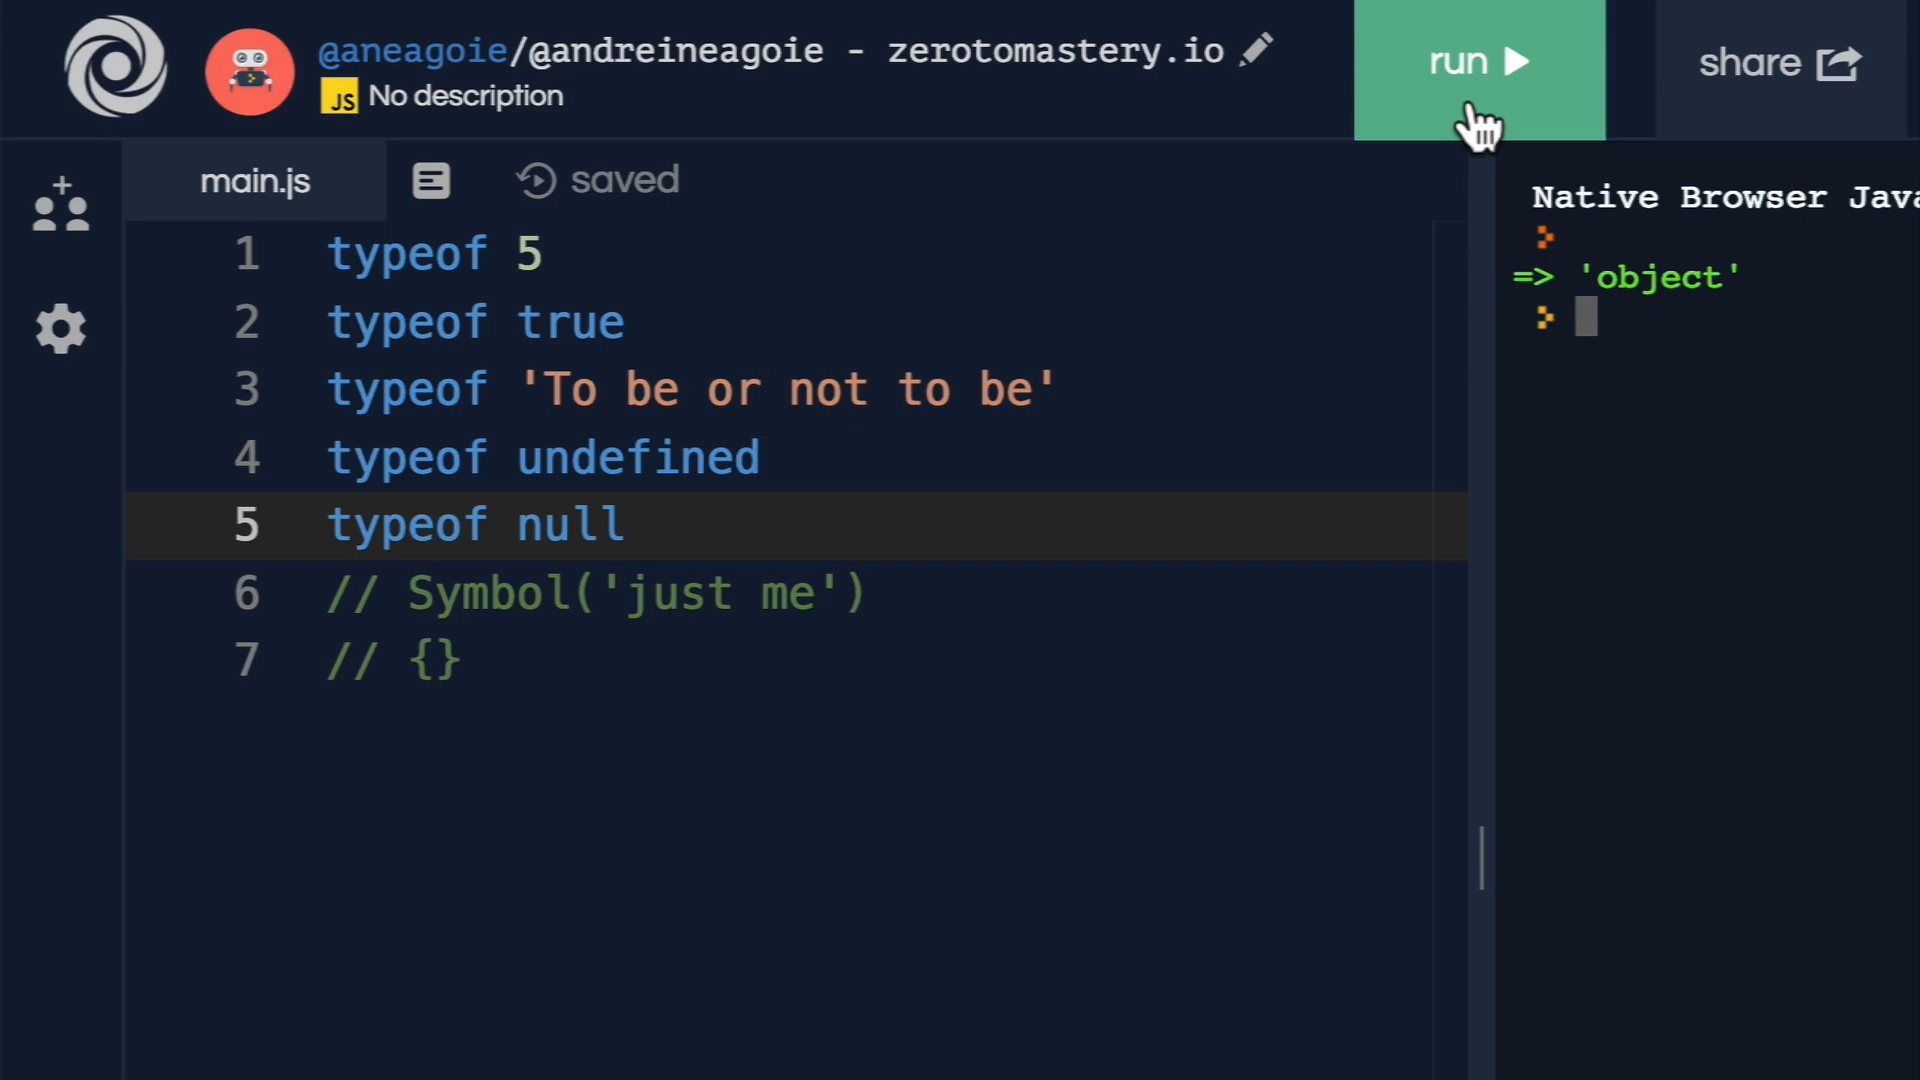 @aneagoie/@andreineagoie - zerotomastery.io
JS No description
run
share
main.js
saved
1 typeof 5
2 typeof true
3 typeof 'To be or not to be'
4 typeof undefined
5 typeof null
6 // Symbol('just me')
7 // {}
Native Browser Java
=> 'object'